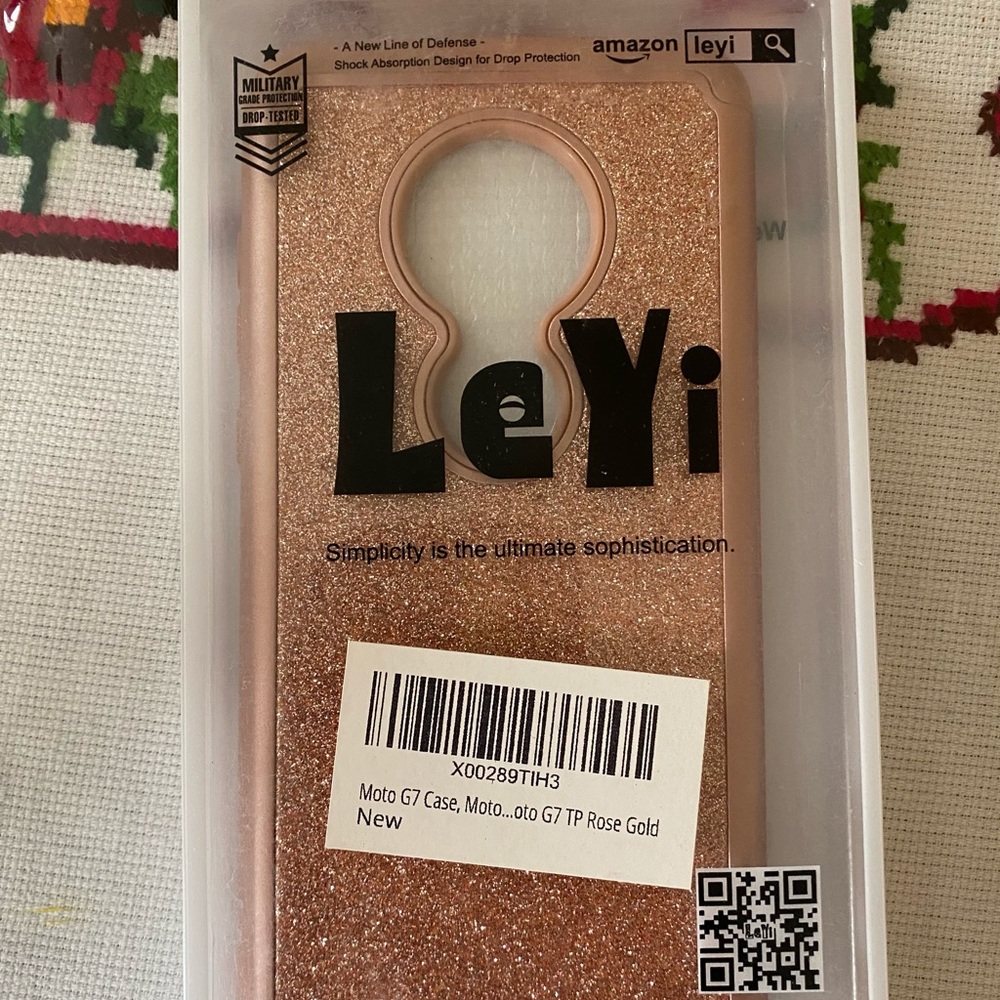 - A New Line of Defense -
Shock Absorption Design for Drop Protection
amazon leyi
MILITARY
GRADE PROTECTION
DROP-TESTED
LeYi
Simplicity is the ultimate sophistication.
X00289TIH3
Moto G7 Case, Moto...oto G7 TP Rose Gold
New
LeYi